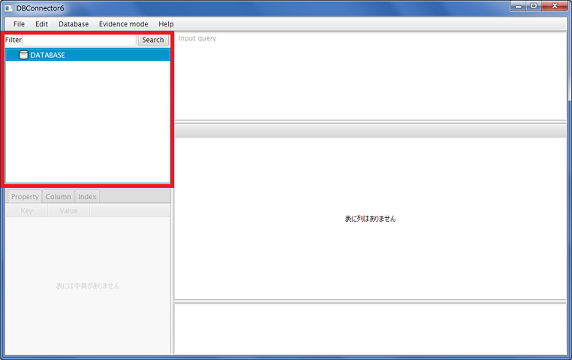 DBConnector6
File Edit Database Evidence mode Help
Filter Search
DATABASE
Input query
Property Column Index
Key Value
表に列はありません
表には中身がありません